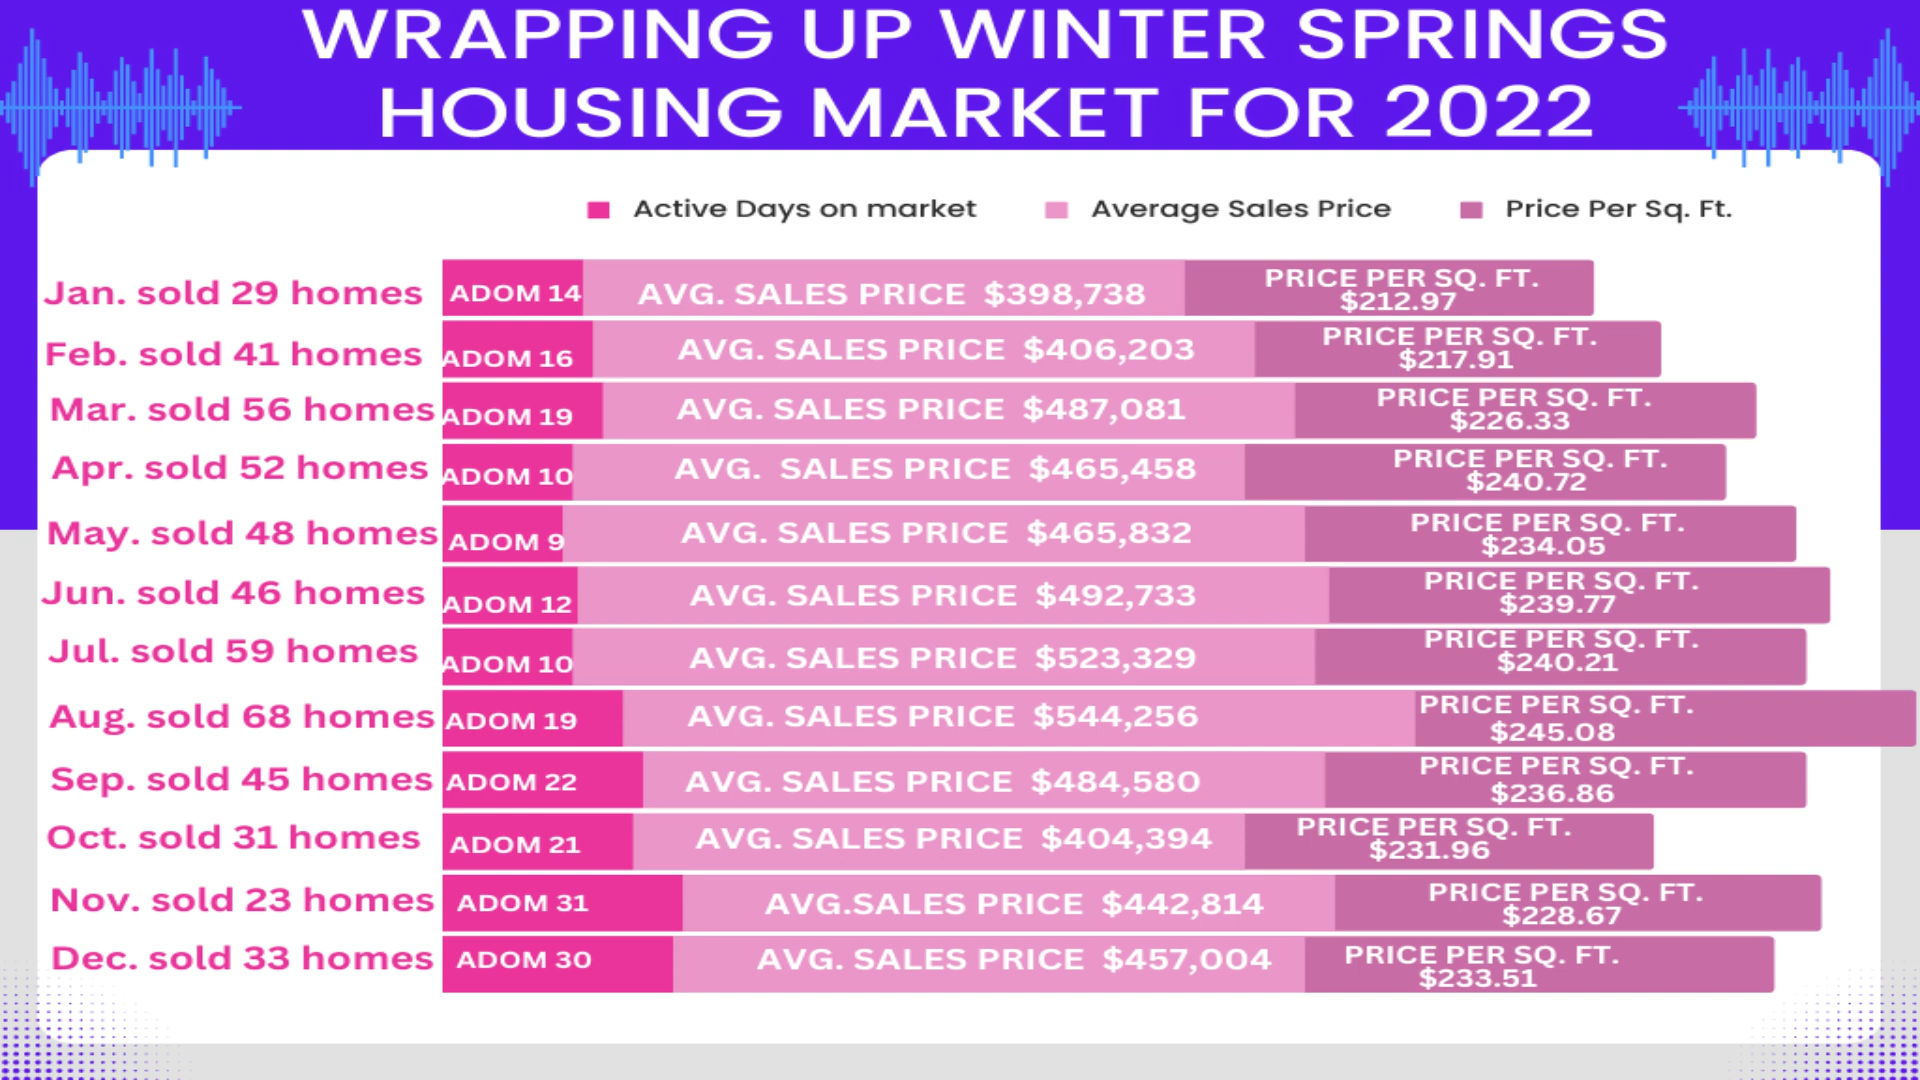 WRAPPING UP WINTER SPRINGS
HOUSING MARKET FOR 2022
Active Days on market
Average Sales Price
Price Per Sq. Ft.
Jan. sold 29 homes
ADOM 14
AVG. SALES PRICE $398,738
PRICE PER SQ. FT.
$212.97
Feb. sold 41 homes
ADOM 16
AVG. SALES PRICE $406,203
PRICE PER SQ. FT.
$217.91
Mar. sold 56 homes
ADOM 19
AVG. SALES PRICE $487,081
PRICE PER SQ. FT.
$226.33
Apr. sold 52 homes
ADOM 10
AVG. SALES PRICE $465,458
PRICE PER SQ. FT.
$240.72
May. sold 48 homes
ADOM 9
AVG. SALES PRICE $465,832
PRICE PER SQ. FT.
$234.05
Jun. sold 46 homes
ADOM 12
AVG. SALES PRICE $492,733
PRICE PER SQ. FT.
$239.77
Jul. sold 59 homes
ADOM 10
AVG. SALES PRICE $523,329
PRICE PER SQ. FT.
$240.21
Aug. sold 68 homes
ADOM 19
AVG. SALES PRICE $544,256
PRICE PER SQ. FT.
$245.08
Sep. sold 45 homes
ADOM 22
AVG. SALES PRICE $484,580
PRICE PER SQ. FT.
$236.86
Oct. sold 31 homes
ADOM 21
AVG. SALES PRICE $404,394
PRICE PER SQ. FT.
$231.96
Nov. sold 23 homes
ADOM 31
AVG.SALES PRICE $442,814
PRICE PER SQ. FT.
$228.67
Dec. sold 33 homes
ADOM 30
AVG. SALES PRICE $457,004
PRICE PER SQ. FT.
$233.51